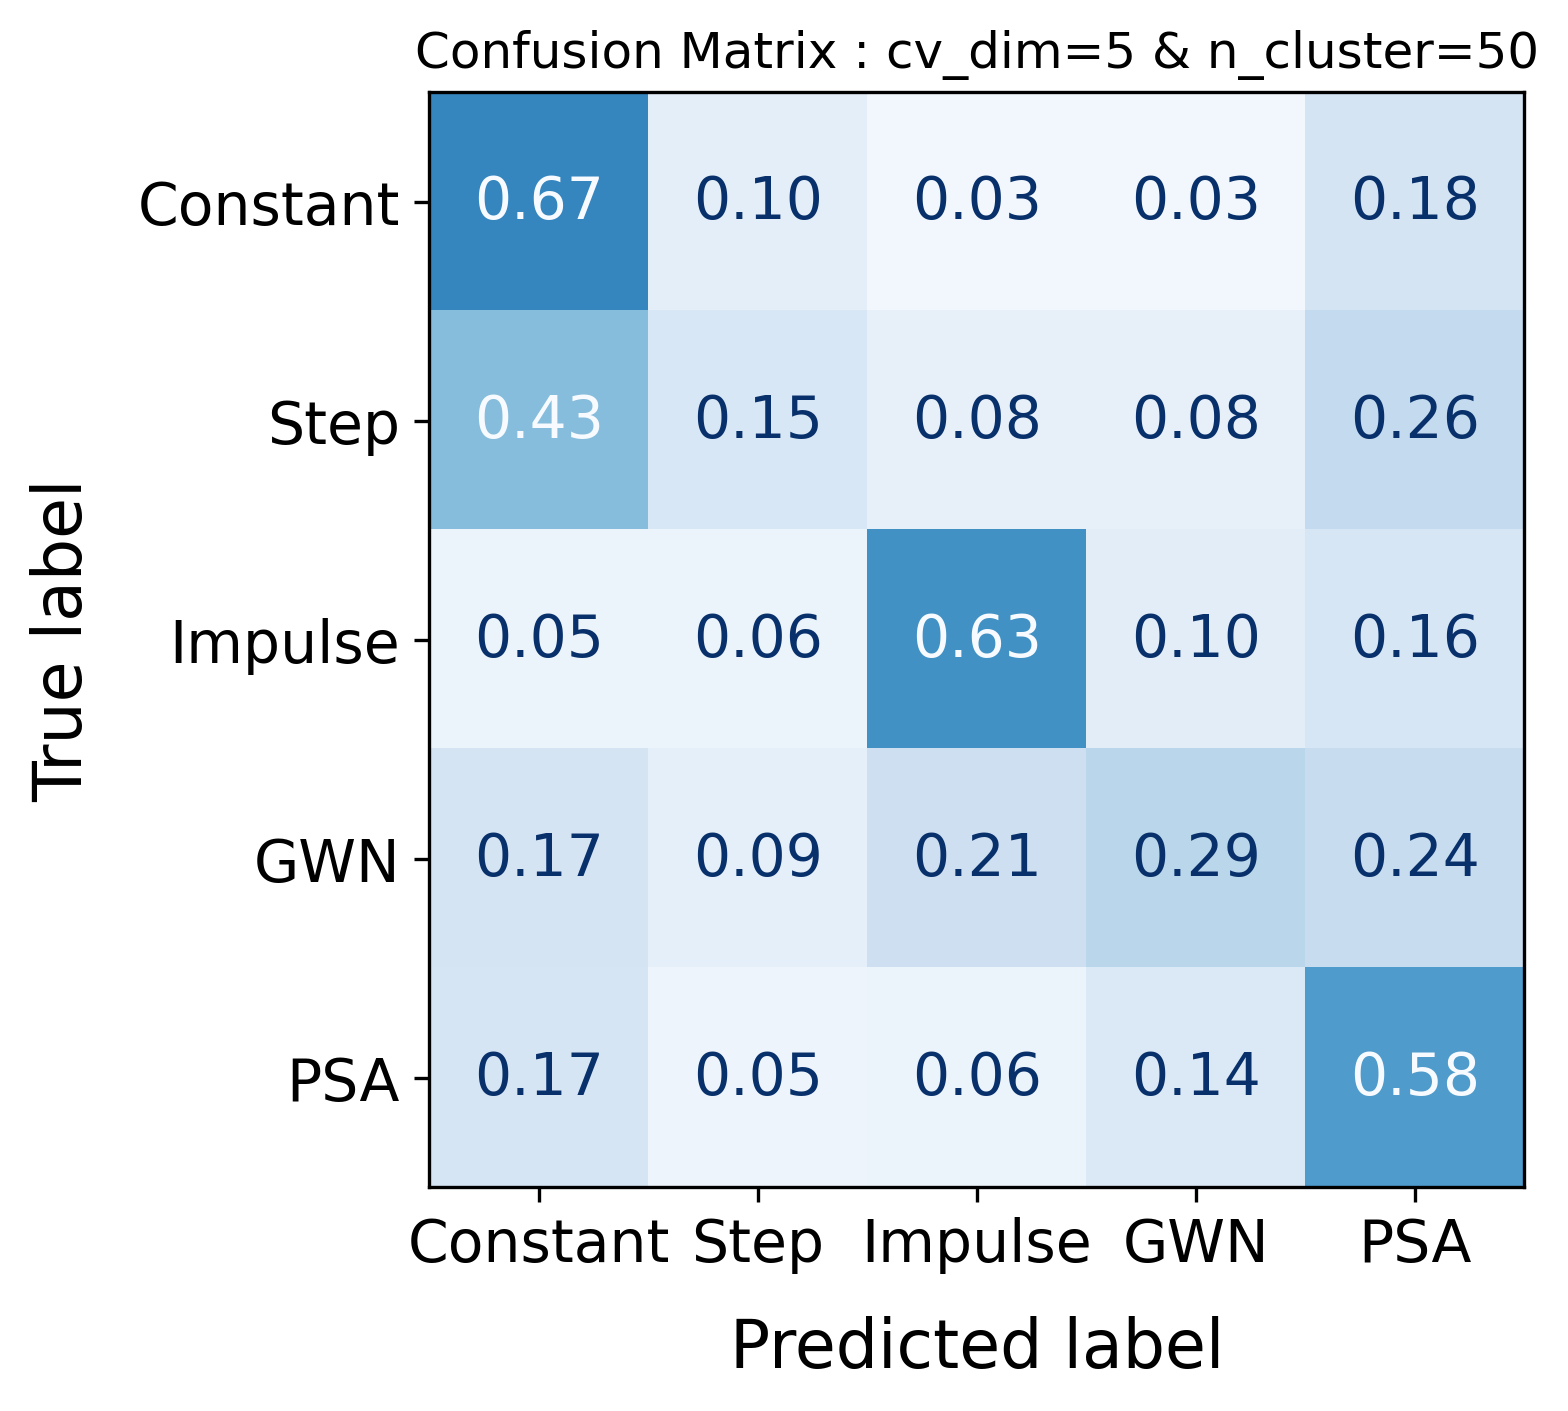 Confusion Matrix : cv_dim=5 & n_cluster=50
True label
Constant 0.67 0.10 0.03 0.03 0.18
Step 0.43 0.15 0.08 0.08 0.26
Impulse 0.05 0.06 0.63 0.10 0.16
GWN 0.17 0.09 0.21 0.29 0.24
PSA 0.17 0.05 0.06 0.14 0.58
Constant Step Impulse GWN PSA
Predicted label